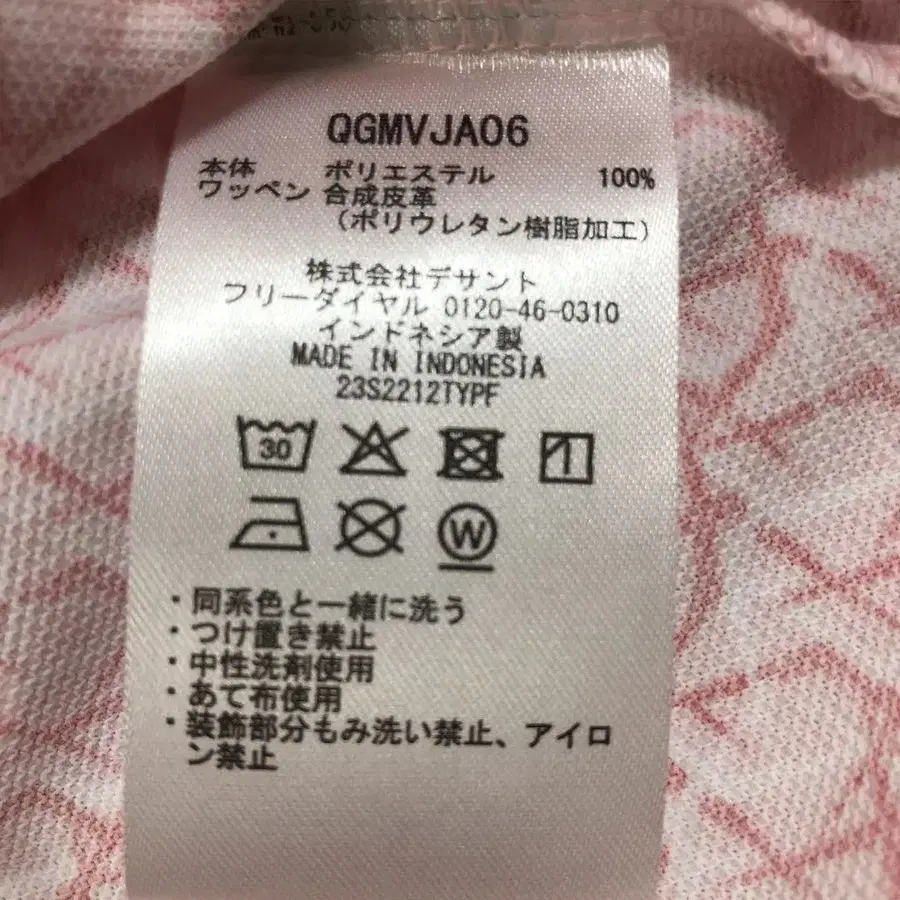 QGMVJA06
本体 ポリエステル 100%
ワッペン 合成皮革
(ポリウレタン樹脂加工)
株式会社デサント
フリーダイヤル 0120-46-0310
インドネシア製
MADE IN INDONESIA
23S2212TYPF
30
W
・同系色と一緒に洗う
・つけ置き禁止
・中性洗剤使用
・あて布使用
・装飾部分もみ洗い禁止、アイロ
ン禁止